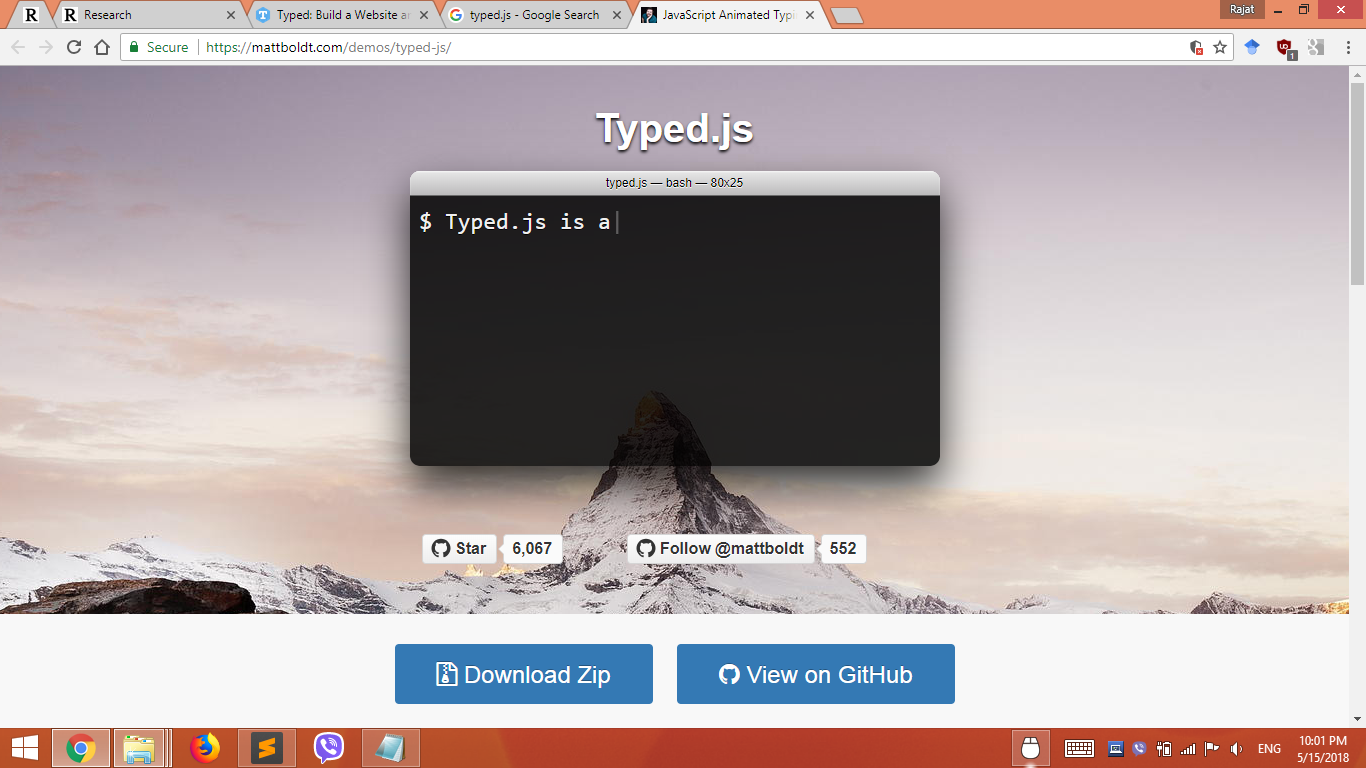 R
R Research
Typed: Build a Website an
typed.js - Google Search
JavaScript Animated Typi
Rajat
Secure
https://mattboldt.com/demos/typed-js/
1
Typed.js
typed.js — bash — 80x25
$ Typed.js is a
Star 6,067
Follow @mattboldt 552
Download Zip
View on GitHub
ENG
10:01 PM
5/15/2018